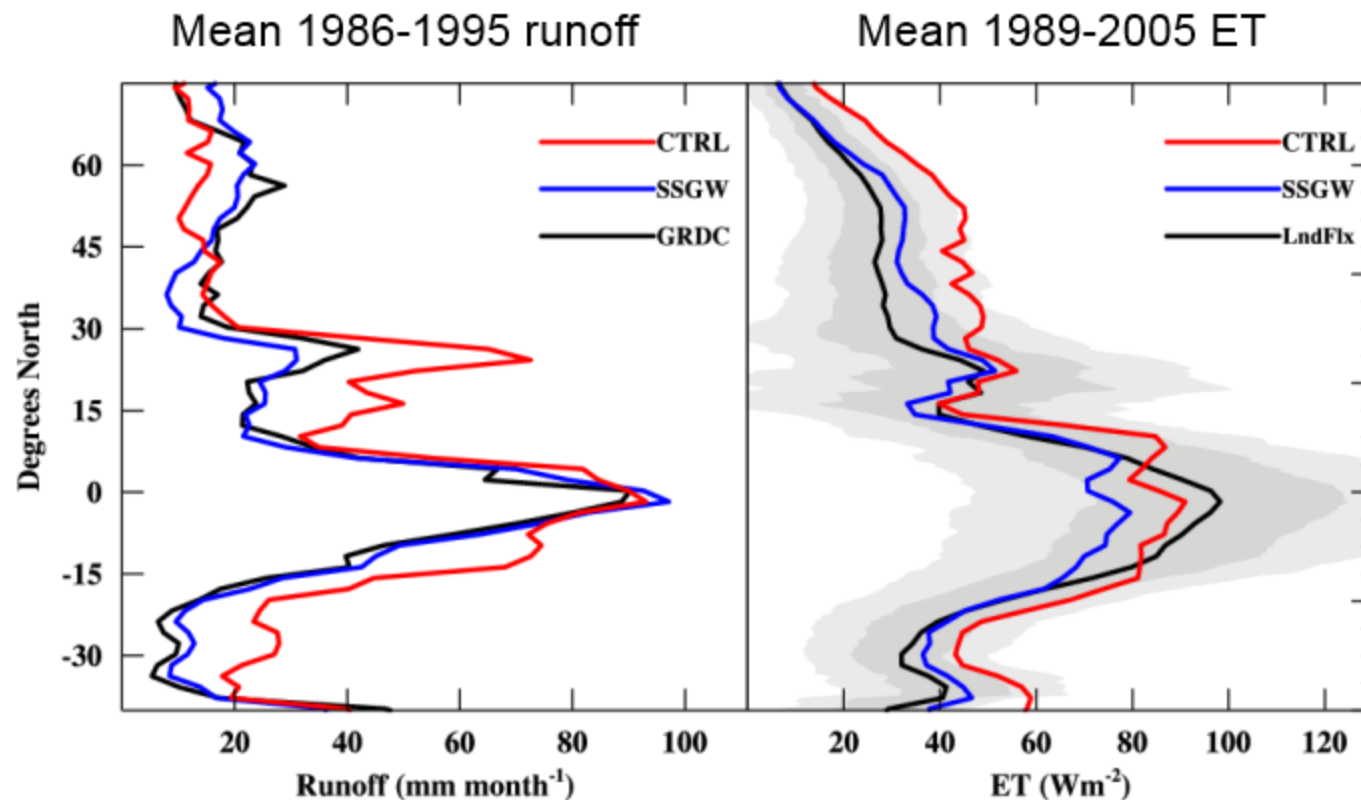 Mean 1986-1995 runoff
Mean 1989-2005 ET
CTRL
SSGW
GRDC
CTRL
SSGW
LndFlx
Degrees North
60
45
30
15
0
-15
-30
20 40 60 80 100
20 40 60 80 100 120
Runoff (mm month⁻¹)
ET (Wm⁻²)